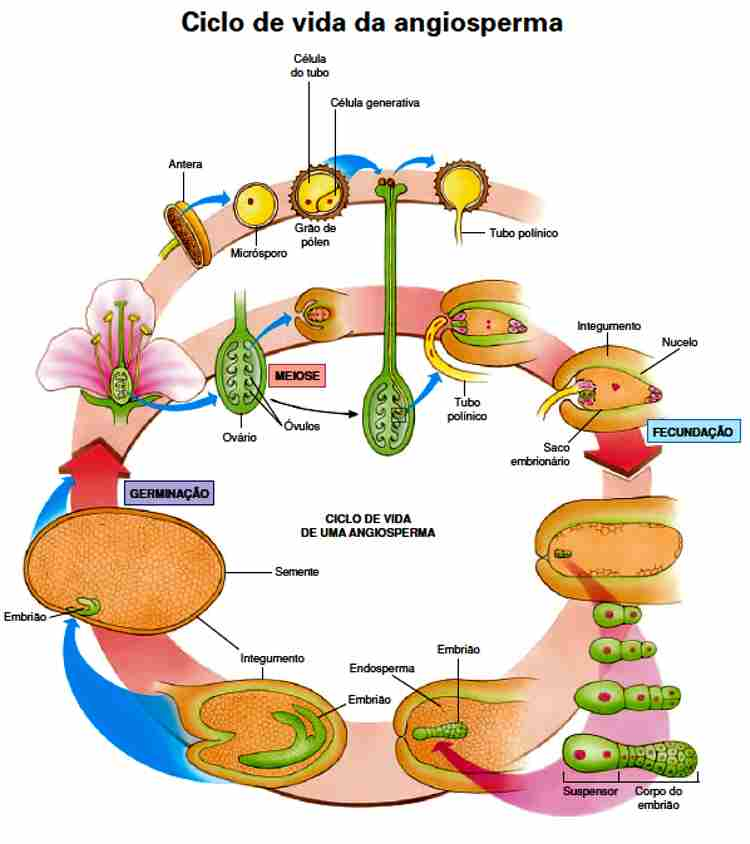 Ciclo de vida da angiosperma
Célula
do tubo
Célula generativa
Antera
Micrósporo
Grão de
pólen
Tubo polínico
Integumento
Nucelo
MEIOSE
Óvulos
Ovário
Tubo
polínico
Saco
embrionário
FECUNDAÇÃO
GERMINAÇÃO
CICLO DE VIDA
DE UMA ANGIOSPERMA
Semente
Embrião
Integumento
Embrião
Endosperma
Embrião
Suspensor
Corpo do
embrião